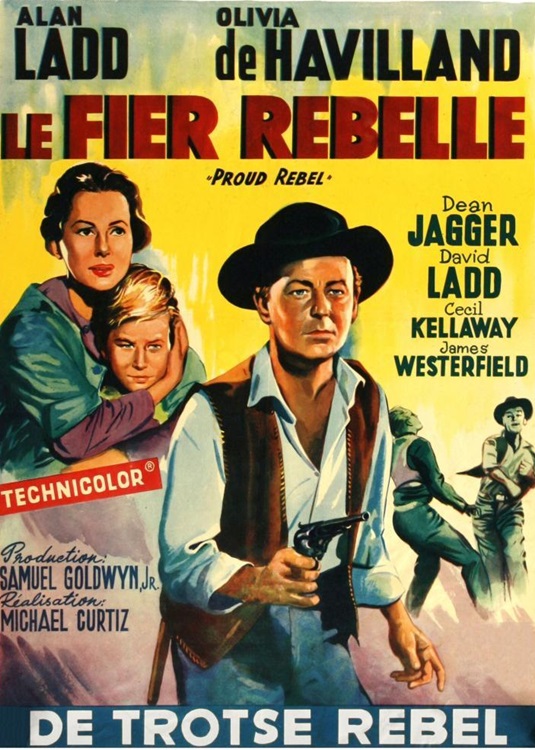 ALAN
LADD
OLIVIA
de HAVILLAND
LE FIER REBELLE
"PROUD REBEL"
Dean
JAGGER
David
LADD
Cecil
KELLAWAY
James
WESTERFIELD
TECHNICOLOR®
Production:
SAMUEL GOLDWYN, JR.
Réalisation:
MICHAEL CURTIZ
DE TROTSE REBEL